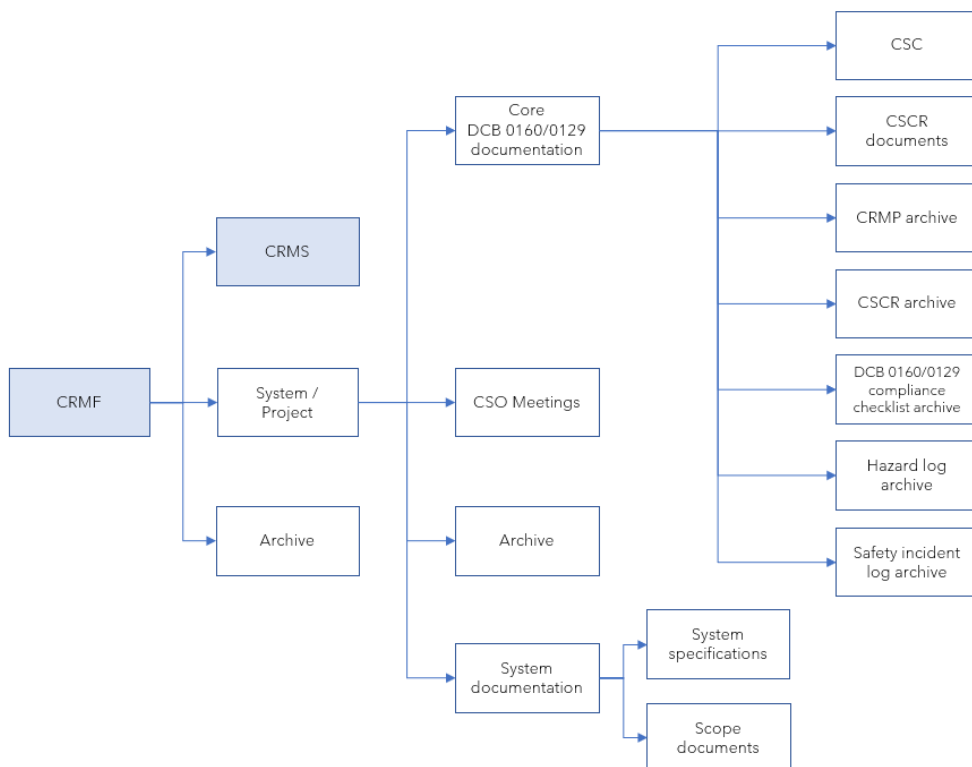 CSC
Core
DCB 0160/0129
documentation
CSCR
documents
CRMP archive
CRMS
CSCR archive
CRMF
System /
Project
CSO Meetings
DCB 0160/0129
compliance
checklist archive
Hazard log
archive
Archive
Archive
Safety incident
log archive
System
specifications
System
documentation
Scope
documents